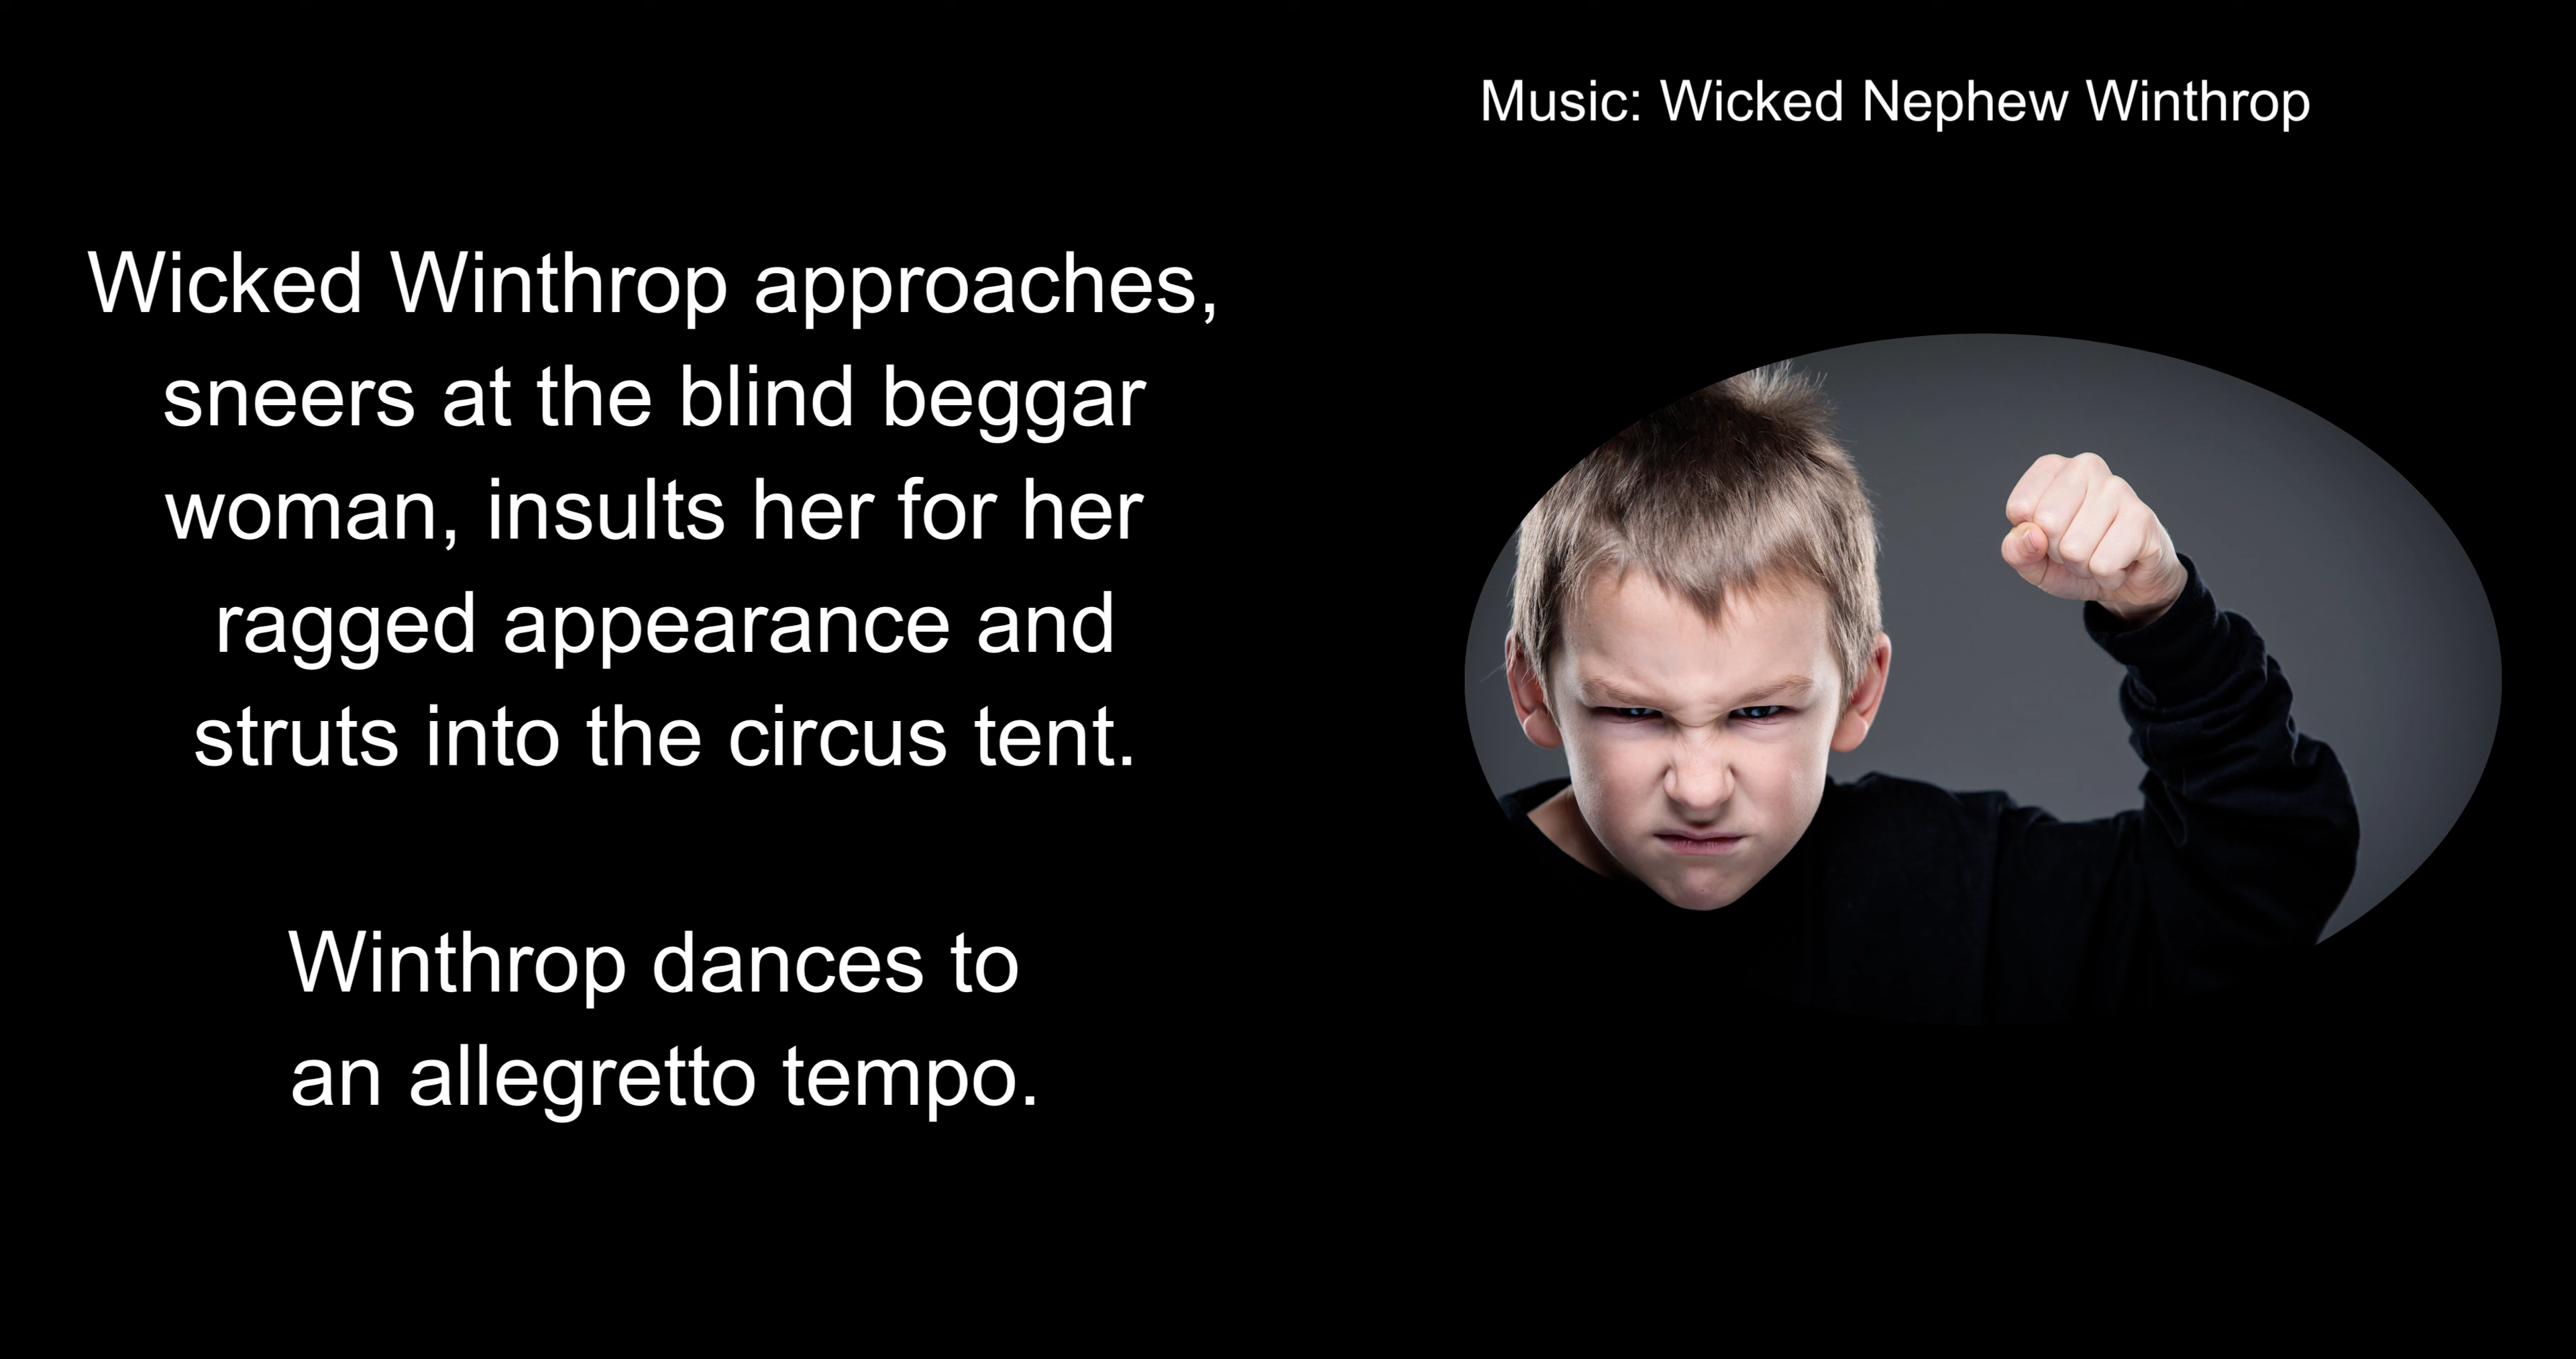 Music: Wicked Nephew Winthrop
Wicked Winthrop approaches,
sneers at the blind beggar
woman, insults her for her
ragged appearance and
struts into the circus tent.
Winthrop dances to
an allegretto tempo.